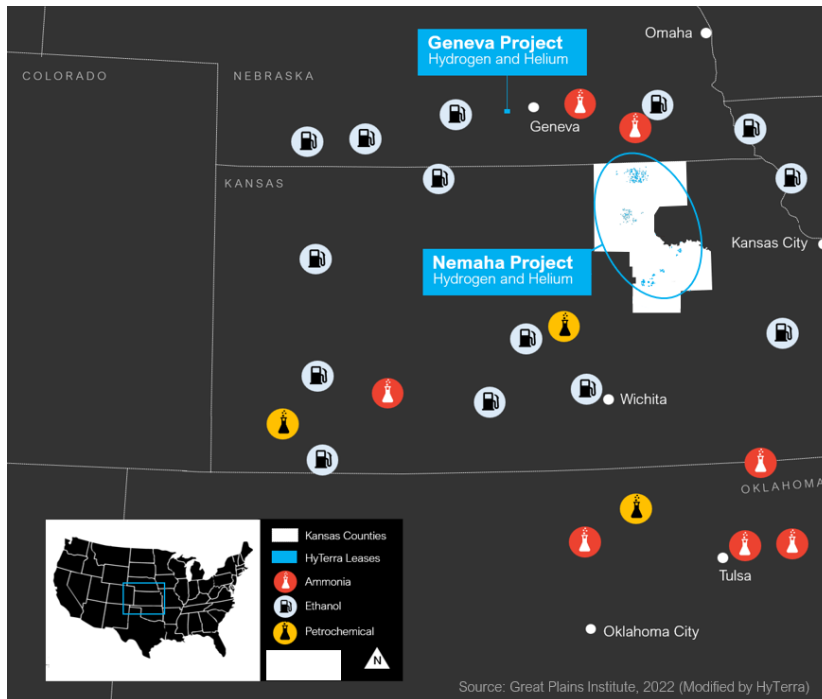 Geneva Project
Hydrogen and Helium
Omaha
COLORADO
NEBRASKA
Geneva
KANSAS
Kansas City
Nemaha Project
Hydrogen and Helium
Wichita
OKLAHOMA
Kansas Counties
HyTerra Leases
Ammonia
Ethanol
Petrochemical
N
Tulsa
Oklahoma City
Source: Great Plains Institute, 2022 (Modified by HyTerra)